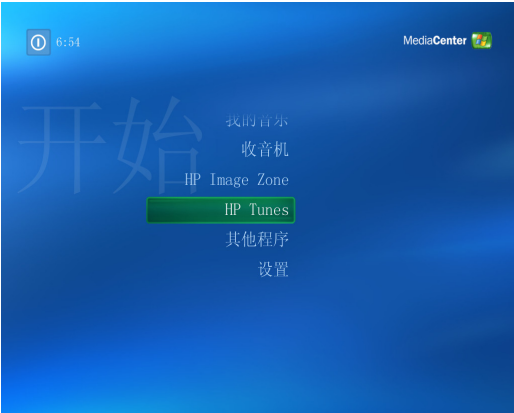 6:54
MediaCenter
开始
我的音乐
收音机
HP Image Zone
HP Tunes
其他程序
设置